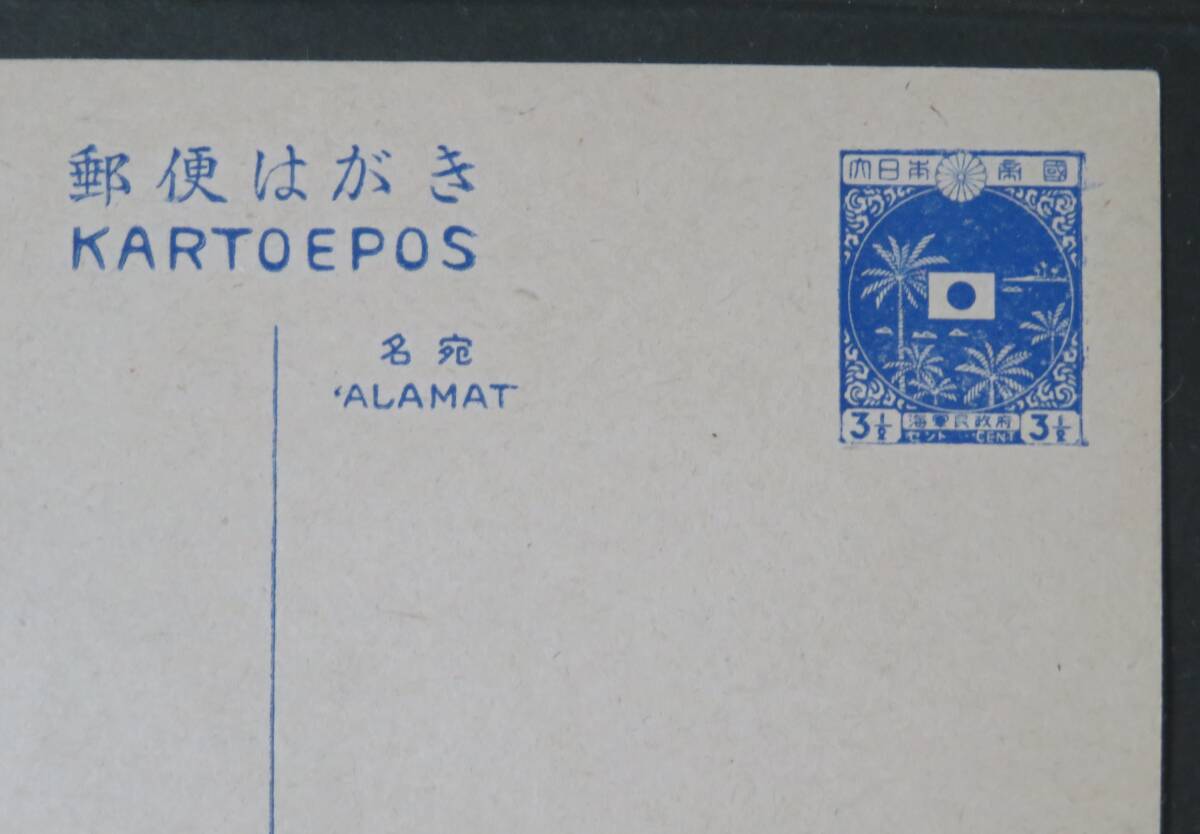 郵便はがき
KARTOEPOS
名宛
'ALAMAT
大日本帝國
3½ 海軍民政府 3½
セント CENT